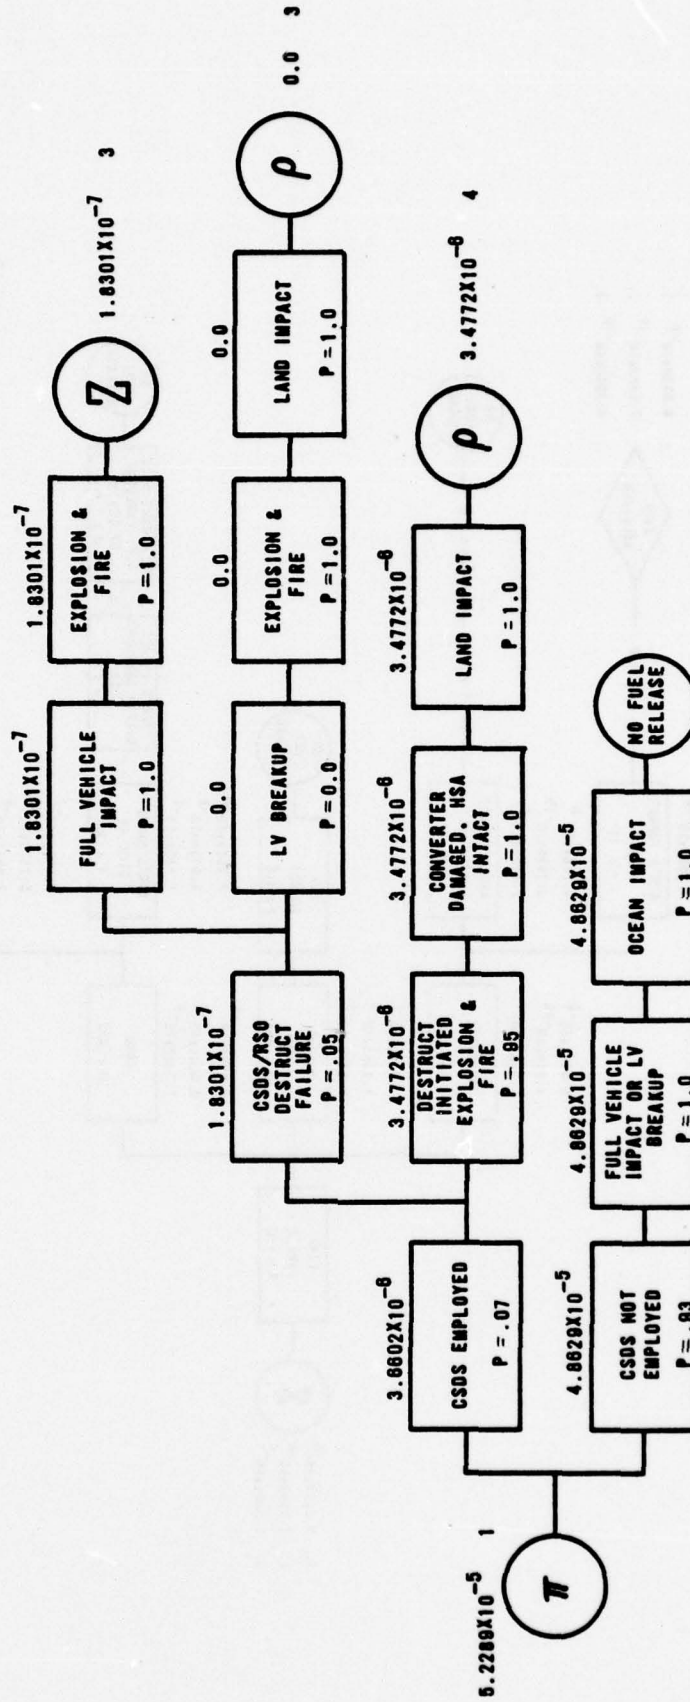 1.8301X10⁻⁷
FULL VEHICLE
IMPACT
P=1.0
1.8301X10⁻⁷
EXPLOSION &
FIRE
P=1.0
Z
1.8301X10⁻⁷ 3
1.8301X10⁻⁷
CSDS/RSO
DESTRUCT
FAILURE
P=.05
0.0
LV BREAKUP
P=0.0
0.0
EXPLOSION &
FIRE
P=1.0
0.0
LAND IMPACT
P=1.0
ρ
0.0 3
3.6602X10⁻⁶
CSDS EMPLOYED
P=.07
3.4772X10⁻⁶
DESTRUCT
INITIATED
EXPLOSION &
FIRE
P=.95
3.4772X10⁻⁶
CONVERTER
DAMAGED. HSA
INTACT
P=1.0
3.4772X10⁻⁶
LAND IMPACT
P=1.0
ρ
3.4772X10⁻⁶ 4
5.2289X10⁻⁵ 1
π
4.8629X10⁻⁵
CSDS NOT
EMPLOYED
P=.93
4.8629X10⁻⁵
FULL VEHICLE
IMPACT OR LV
BREAKUP
P=1.0
4.8629X10⁻⁵
OCEAN IMPACT
P=1.0
NO FUEL
RELEASE